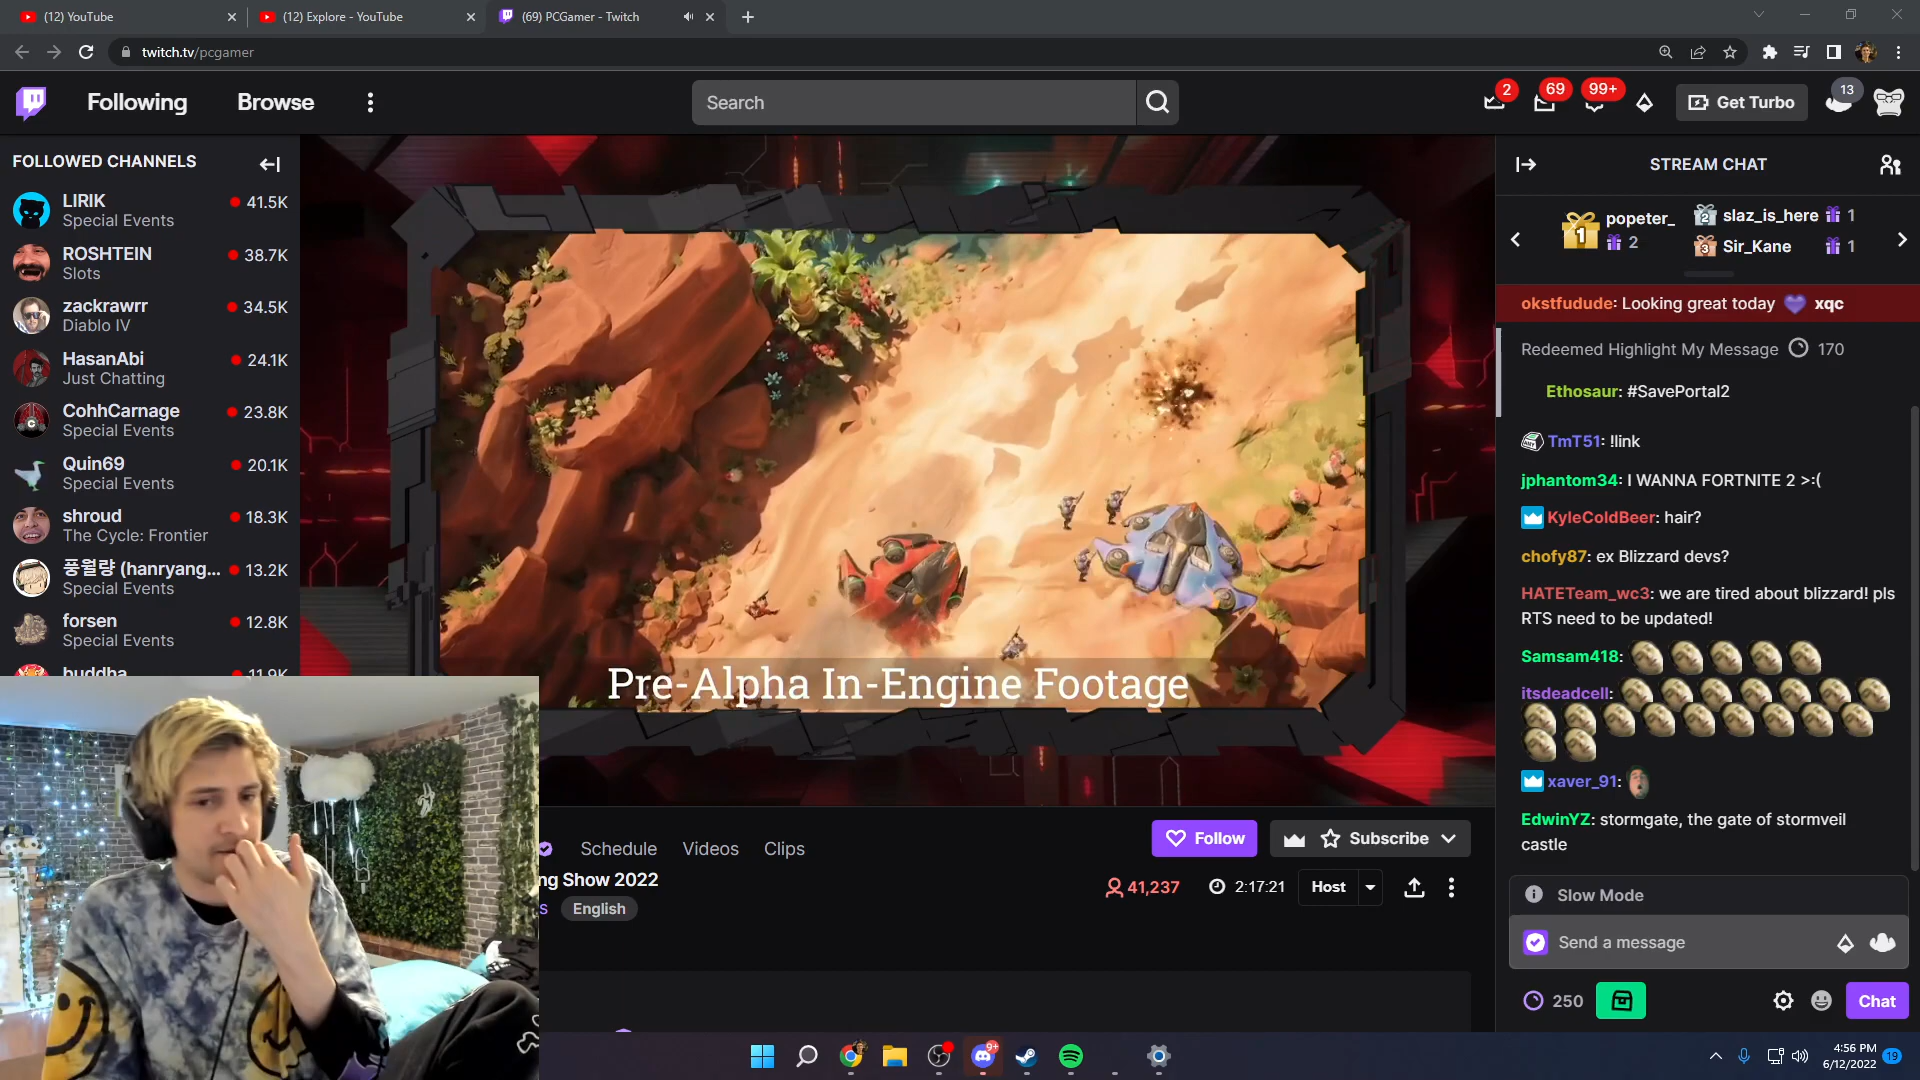 (12) YouTube
(12) Explore - YouTube
(69) PCGamer - Twitch
twitch.tv/pcgamer
Following
Browse
Search
2
69
99+
Get Turbo
13
FOLLOWED CHANNELS
LIRIK
41.5K
Special Events
ROSHTEIN
38.7K
Slots
zackrawrr
34.5K
Diablo IV
HasanAbi
24.1K
Just Chatting
CohhCarnage
23.8K
Special Events
Quin69
20.1K
Special Events
shroud
18.3K
The Cycle: Frontier
풍월량 (hanryang...
13.2K
Special Events
forsen
12.8K
Special Events
buddha
11.9K
Pre-Alpha In-Engine Footage
Schedule
Videos
Clips
Follow
Subscribe
ng Show 2022
41,237
2:17:21
Host
S
English
STREAM CHAT
1
popeter_
2
2
slaz_is_here
1
3
Sir_Kane
1
okstfudude: Looking great today 💜 xqc
Redeemed Highlight My Message 170
Ethosaur: #SavePortal2
TmT51: !link
jphantom34: I WANNA FORTNITE 2 >:(
KyleColdBeer: hair?
chofy87: ex Blizzard devs?
HATETeam_wc3: we are tired about blizzard! pls
RTS need to be updated!
Samsam418:
itsdeadcell:
xaver_91:
EdwinYZ: stormgate, the gate of stormveil
castle
Slow Mode
Send a message
250
Chat
9+
4:56 PM
6/12/2022
19